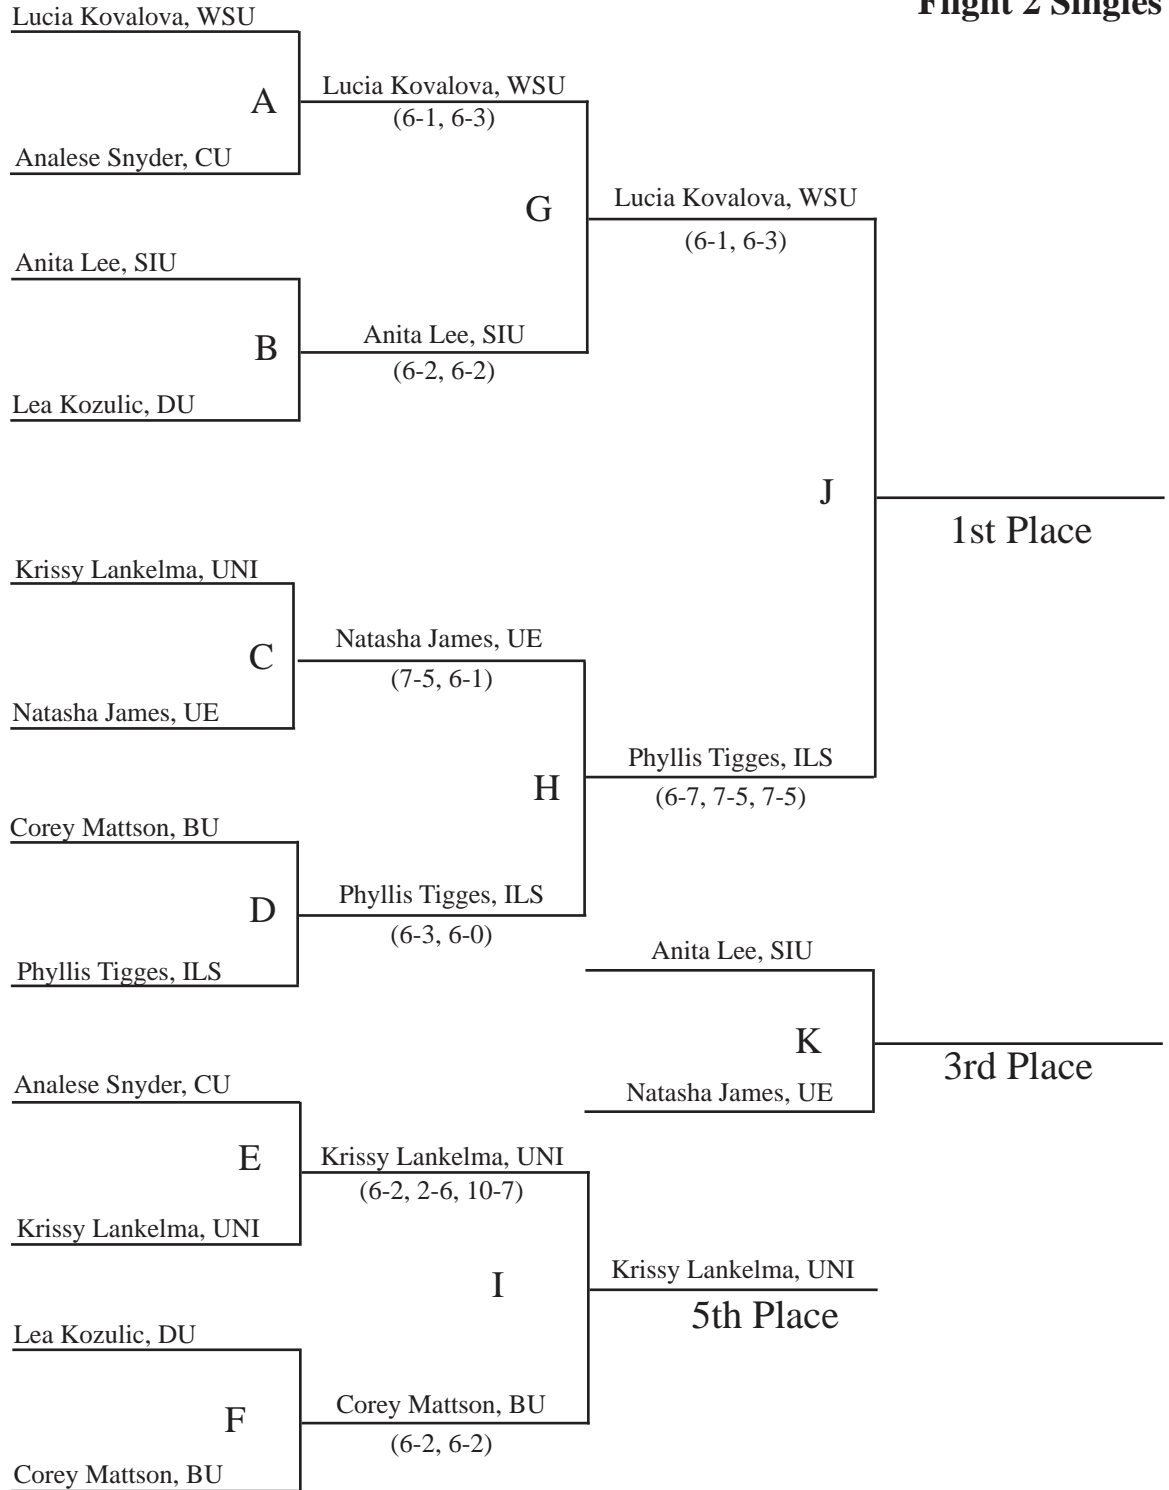 Flight 2 Singles
Lucia Kovalova, WSU
A
Lucia Kovalova, WSU
(6-1, 6-3)
Analese Snyder, CU
G
Lucia Kovalova, WSU
(6-1, 6-3)
Anita Lee, SIU
B
Anita Lee, SIU
(6-2, 6-2)
Lea Kozulic, DU
J
1st Place
Krissy Lankelma, UNI
C
Natasha James, UE
(7-5, 6-1)
Natasha James, UE
H
Phyllis Tigges, ILS
(6-7, 7-5, 7-5)
Corey Mattson, BU
D
Phyllis Tigges, ILS
(6-3, 6-0)
Phyllis Tigges, ILS
Anita Lee, SIU
K
3rd Place
Natasha James, UE
Analese Snyder, CU
E
Krissy Lankelma, UNI
(6-2, 2-6, 10-7)
Krissy Lankelma, UNI
I
Krissy Lankelma, UNI
5th Place
Lea Kozulic, DU
F
Corey Mattson, BU
(6-2, 6-2)
Corey Mattson, BU